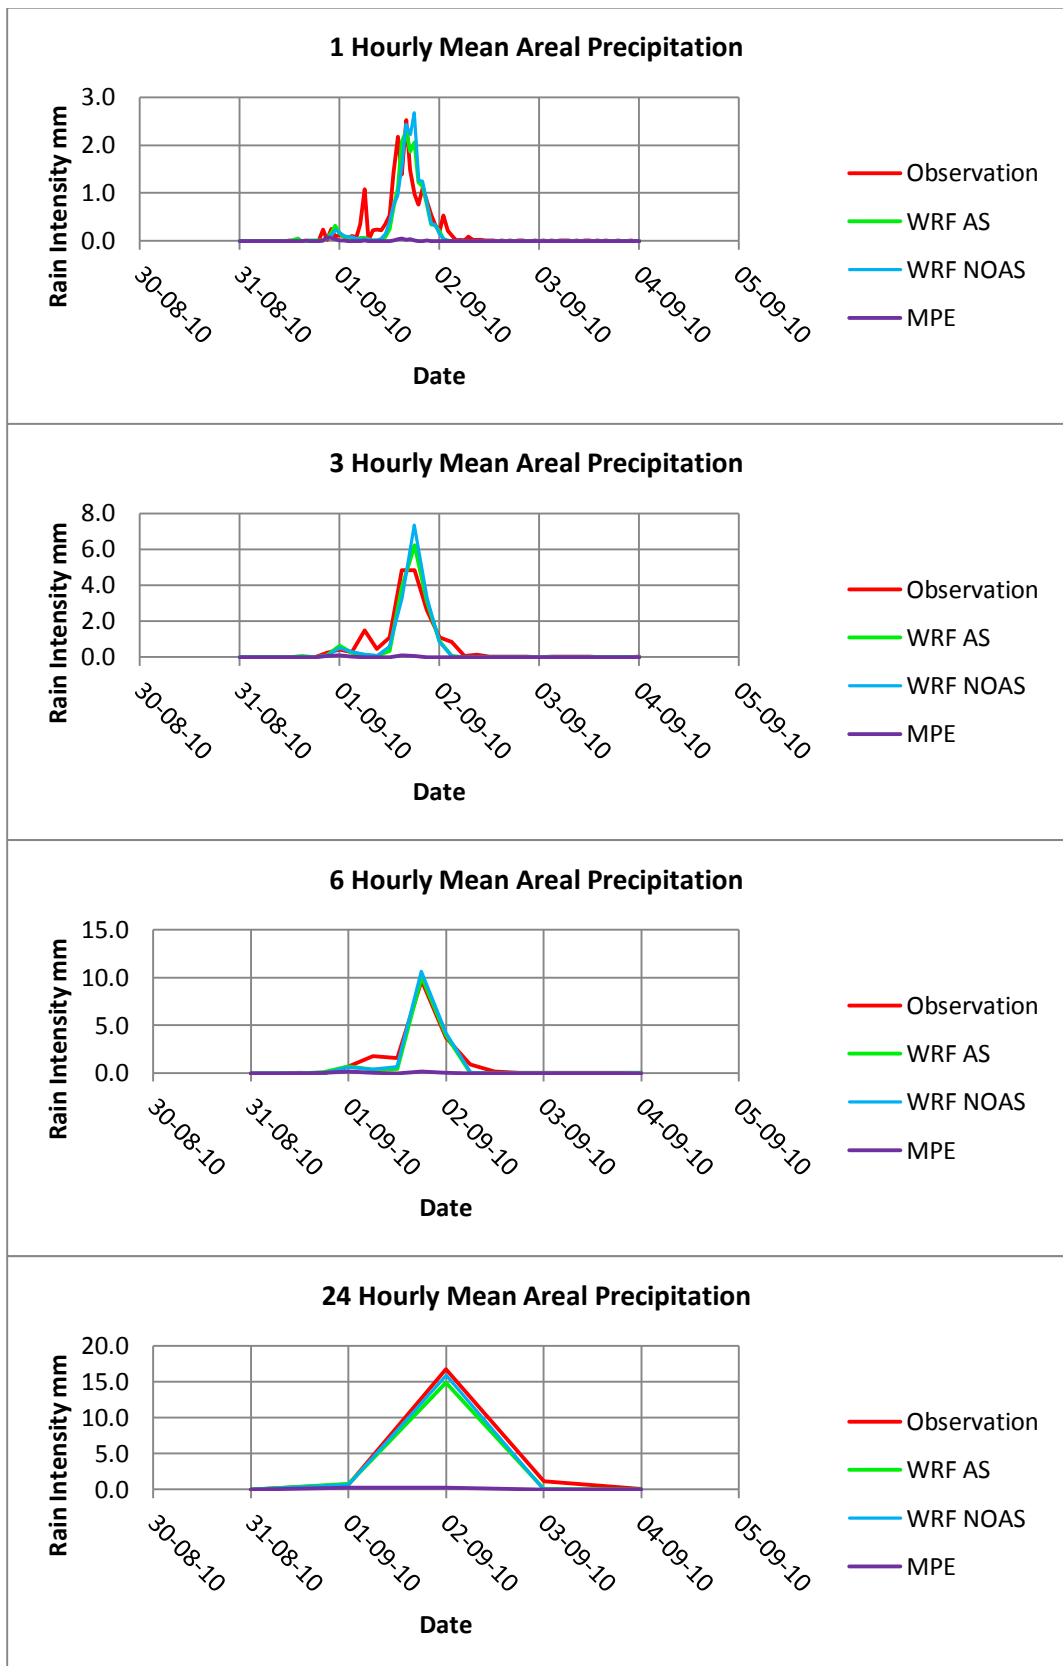 1 Hourly Mean Areal Precipitation
Rain Intensity mm
3.0
2.0
1.0
0.0
30-08-10
31-08-10
01-09-10
02-09-10
03-09-10
04-09-10
05-09-10
Date
Observation
WRF AS
WRF NOAS
MPE
3 Hourly Mean Areal Precipitation
Rain Intensity mm
8.0
6.0
4.0
2.0
0.0
30-08-10
31-08-10
01-09-10
02-09-10
03-09-10
04-09-10
05-09-10
Date
Observation
WRF AS
WRF NOAS
MPE
6 Hourly Mean Areal Precipitation
Rain Intensity mm
15.0
10.0
5.0
0.0
30-08-10
31-08-10
01-09-10
02-09-10
03-09-10
04-09-10
05-09-10
Date
Observation
WRF AS
WRF NOAS
MPE
24 Hourly Mean Areal Precipitation
Rain Intensity mm
20.0
15.0
10.0
5.0
0.0
30-08-10
31-08-10
01-09-10
02-09-10
03-09-10
04-09-10
05-09-10
Date
Observation
WRF AS
WRF NOAS
MPE